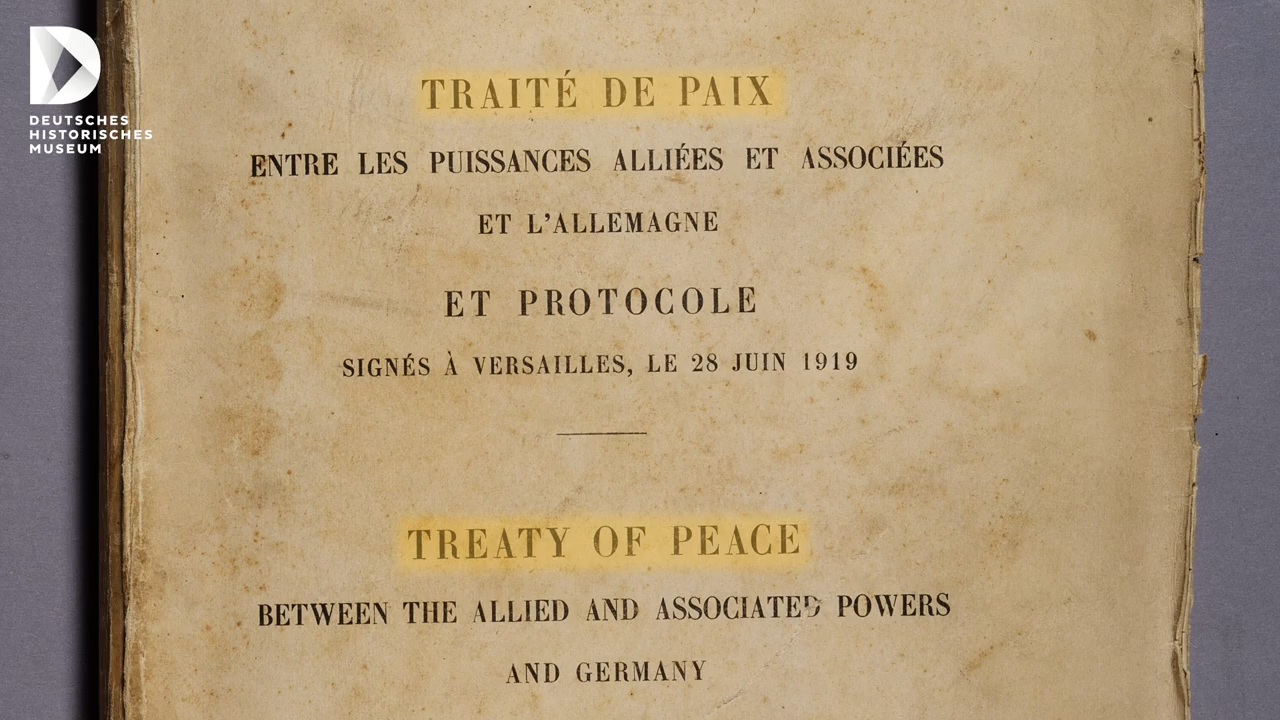 DEUTSCHES
HISTORISCHES
MUSEUM
TRAITÉ DE PAIX
ENTRE LES PUISSANCES ALLIÉES ET ASSOCIÉES
ET L'ALLEMAGNE
ET PROTOCOLE
SIGNÉS À VERSAILLES, LE 28 JUIN 1919
TREATY OF PEACE
BETWEEN THE ALLIED AND ASSOCIATED POWERS
AND GERMANY